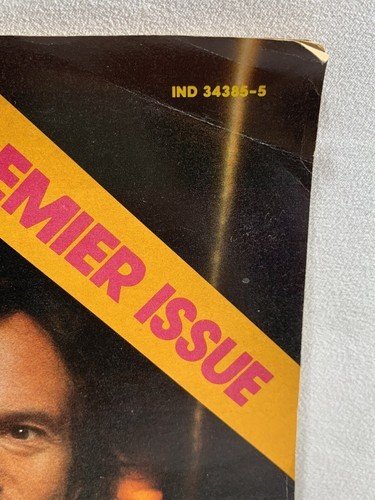 IND 34385-5
EMIER ISSUE